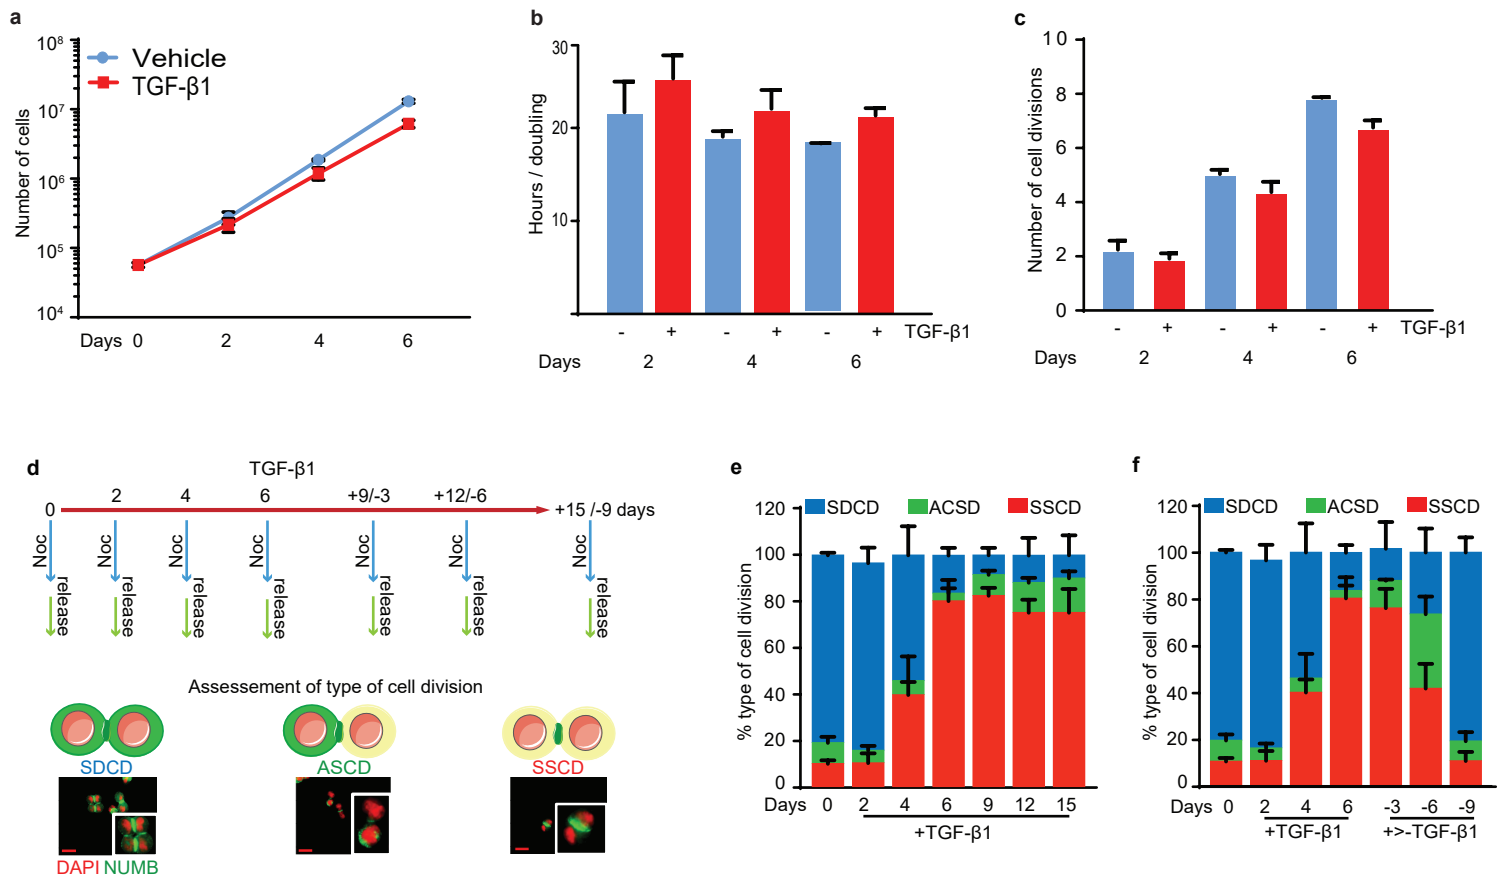 a
10⁸
10⁷
10⁶
10⁵
10⁴
Number of cells
Vehicle
TGF-β1
Days 0 2 4 6
b
30
20
10
Hours / doubling
- + - + - + TGF-β1
Days 2 4 6
c
10
8
6
4
2
0
Number of cell divisions
- + - + - + TGF-β1
Days 2 4 6
d
TGF-β1
0 2 4 6 +9/-3 +12/-6 +15 /-9 days
Noc Noc Noc Noc Noc Noc Noc
release release release release release release release
Assessement of type of cell division
SDCD ASCD SSCD
DAPI NUMB
e
120
100
80
60
40
20
0
% type of cell division
SDCD ACSD SSCD
Days 0 2 4 6 9 12 15
+TGF-β1
f
120
100
80
60
40
20
0
% type of cell division
SDCD ACSD SSCD
Days 0 2 4 6 -3 -6 -9
+TGF-β1 +>-TGF-β1